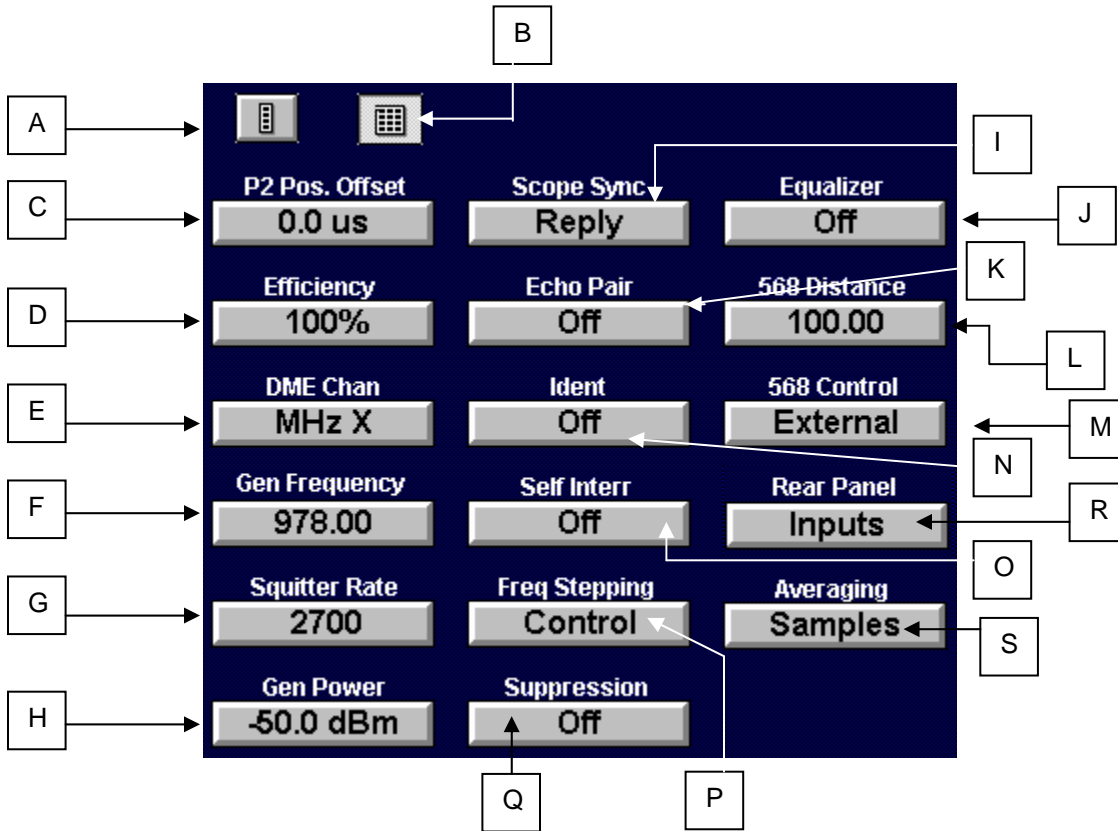 B
A
I
P2 Pos. Offset Scope Sync Equalizer
C 0.0 us Reply Off J
K
Efficiency Echo Pair 568 Distance
D 100% Off 100.00
L
DME Chan Ident 568 Control
E MHz X Off External M
N
Gen Frequency Self Interr Rear Panel
F 978.00 Off Inputs R
O
Squitter Rate Freq Stepping Averaging
G 2700 Control Samples S
Gen Power Suppression
H -50.0 dBm Off
Q P